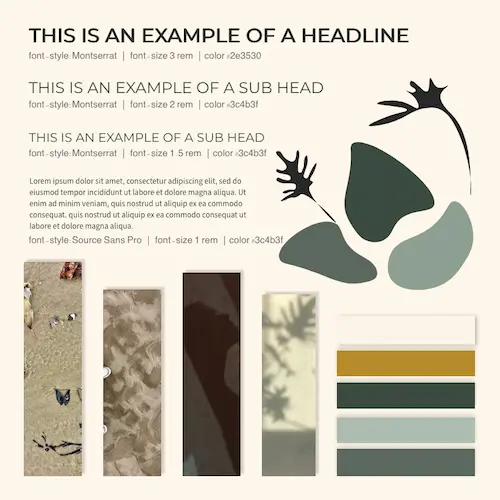 THIS IS AN EXAMPLE OF A HEADLINE
font-style: Montserrat | font-size 3 rem | color #2e3530
THIS IS AN EXAMPLE OF A SUB HEAD
font-style: Montserrat | font-size 2 rem | color #3c4b3f
THIS IS AN EXAMPLE OF A SUB HEAD
font-style: Montserrat | font-size 1.5 rem | color #3c4b3f
Lorem ipsum dolor sit amet, consectetur adipiscing elit, sed do
eiusmod tempor incididunt ut labore et dolore magna aliqua. Ut
enim ad minim veniam, quis nostrud ut aliquip ex ea commodo
consequat. quis nostrud ut aliquip ex ea commodo consequat ut
labore et dolore magna aliqua.
font-style: Source Sans Pro | font-size 1 rem | color #3c4b3f